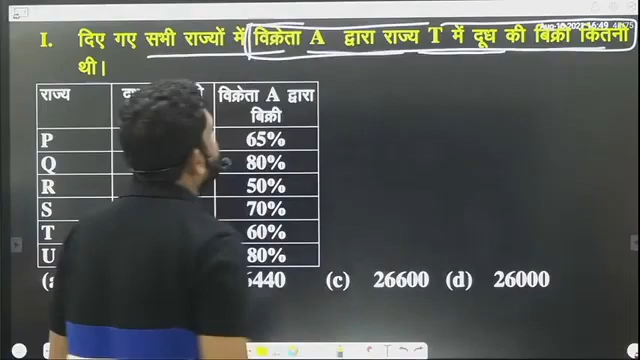 I. दिए गए सभी राज्यों में विक्रेता A द्वारा राज्य T में दूध की बिक्री कितनी
थी।
राज्य विक्रेता A द्वारा
बिक्री
P 65%
Q 80%
R 50%
S 70%
T 60%
U 80%
(c) 26600 (d) 26000